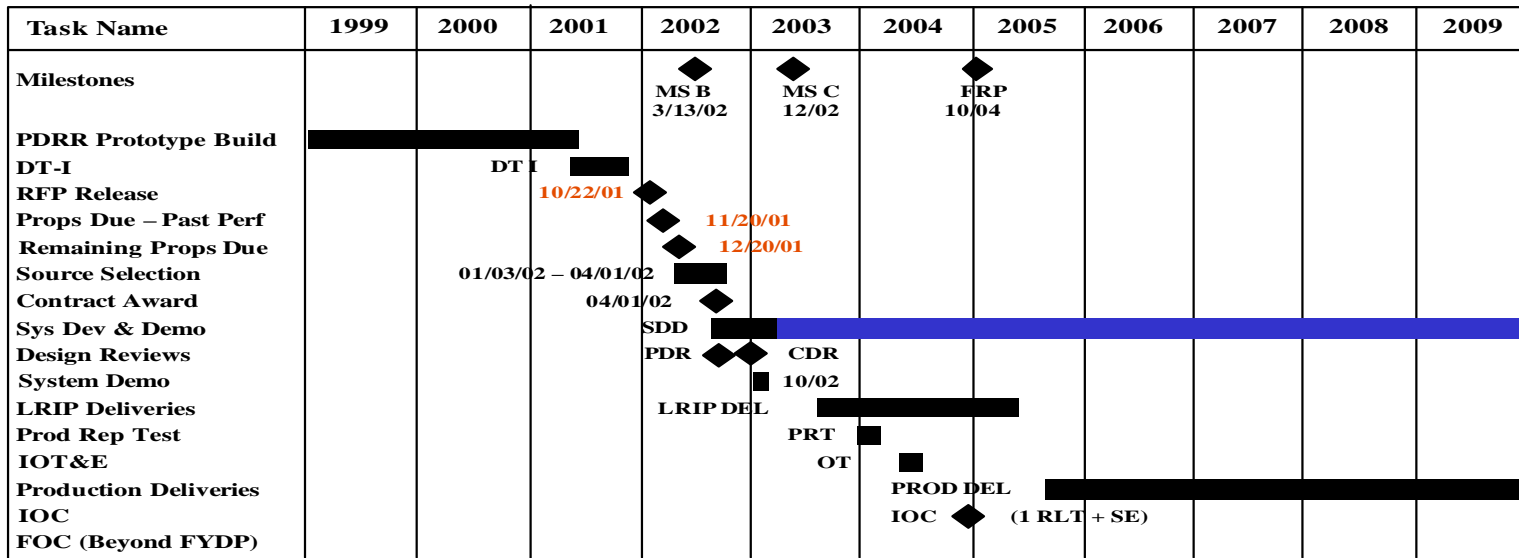 Task Name 1999 2000 2001 2002 2003 2004 2005 2006 2007 2008 2009
Milestones
MS B MS C FRP
3/13/02 12/02 10/04
PDRR Prototype Build
DT-I DT I
RFP Release 10/22/01
Props Due – Past Perf 11/20/01
Remaining Props Due 12/20/01
Source Selection 01/03/02 – 04/01/02
Contract Award 04/01/02
Sys Dev & Demo SDD
Design Reviews PDR CDR
System Demo 10/02
LRIP Deliveries LRIP DEL
Prod Rep Test PRT
IOT&E OT
Production Deliveries PROD DEL
IOC IOC (1 RLT + SE)
FOC (Beyond FYDP)